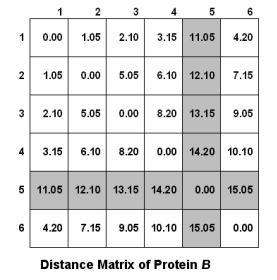 1 2 3 4 5 6
1 0.00 1.05 2.10 3.15 11.05 4.20
2 1.05 0.00 5.05 6.10 12.10 7.15
3 2.10 5.05 0.00 8.20 13.15 9.05
4 3.15 6.10 8.20 0.00 14.20 10.10
5 11.05 12.10 13.15 14.20 0.00 15.05
6 4.20 7.15 9.05 10.10 15.05 0.00
Distance Matrix of Protein B